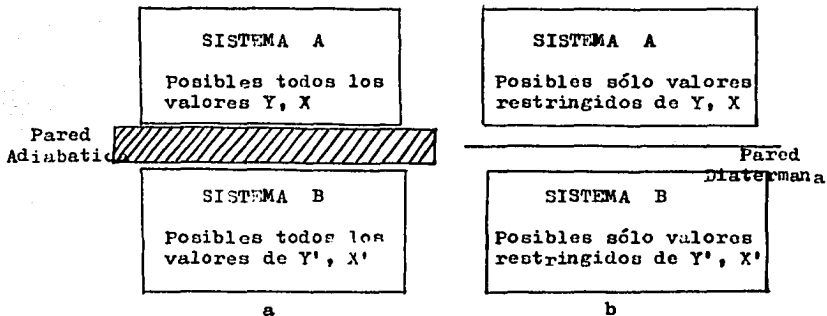 SISTEMA A
Posibles todos los
valores Y, X
Pared
Adiabatica
SISTEMA B
Posibles todos los
valores de Y', X'
a
SISTEMA A
Posibles sólo valores
restringidos de Y, X
Pared
Diatermana
SISTEMA B
Posibles sólo valores
restringidos de Y', X'
b